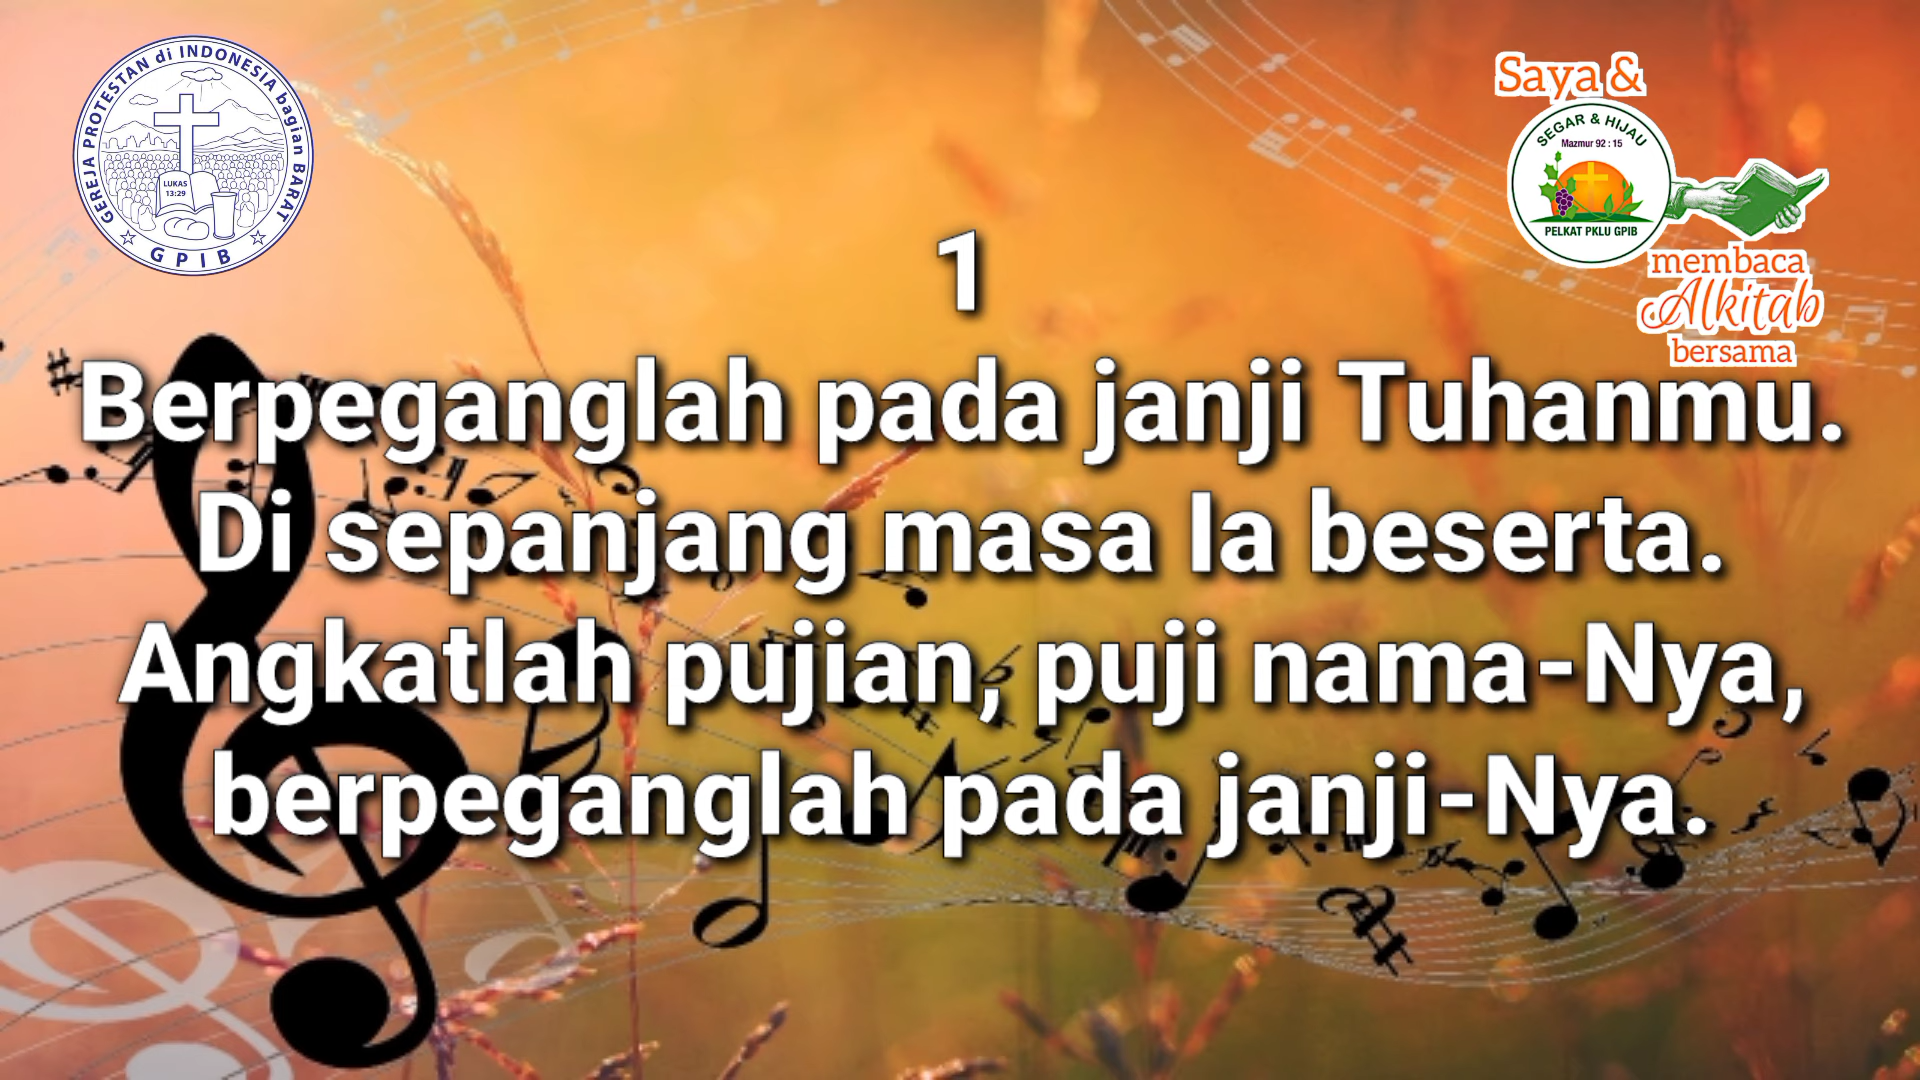 GEREJA PROTESTAN di INDONESIA bagian BARAT
LUKAS
13:29
GPIB
Saya &
SEGAR & HIJAU
Mazmur 92 : 15
PELKAT PKLU GPIB
membaca
Alkitab
bersama
1
Berpeganglah pada janji Tuhanmu.
Di sepanjang masa Ia beserta.
Angkatlah pujian, puji nama-Nya,
berpeganglah pada janji-Nya.